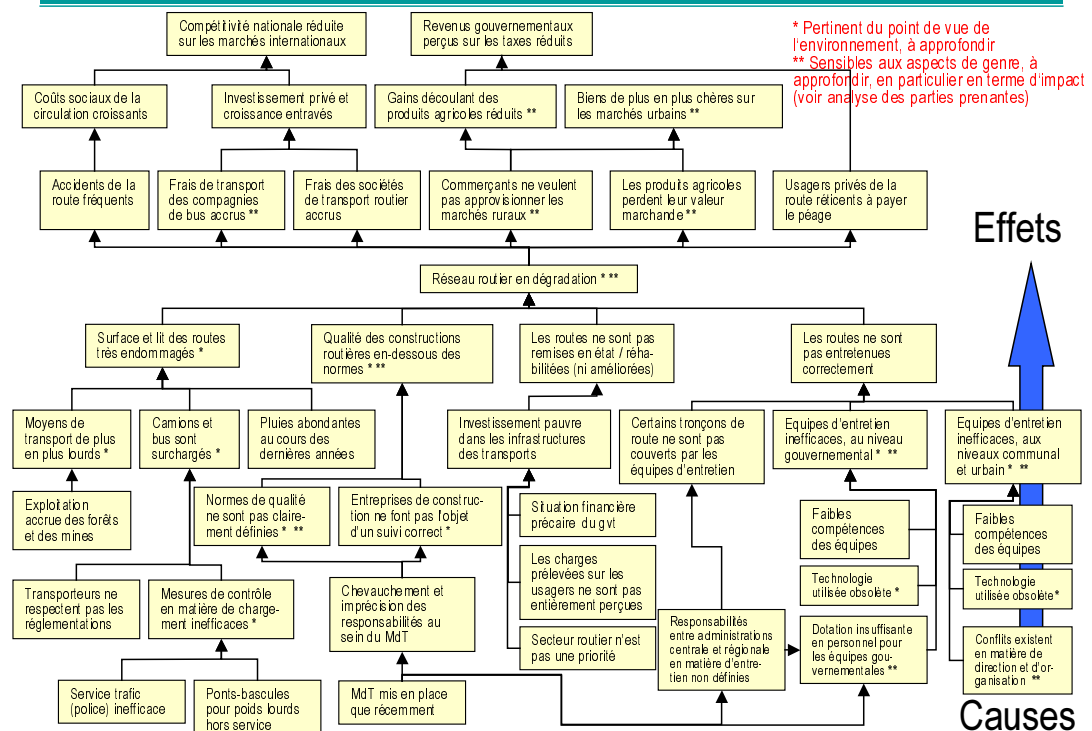 Compétitivité nationale réduite
sur les marchés internationaux
Revenus gouvernementaux
perçus sur les taxes réduits
* Pertinent du point de vue de
l'environnement, à approfondir
** Sensibles aux aspects de genre, à
approfondir, en particulier en terme d'impact
(voir analyse des parties prenantes)
Coûts sociaux de la
circulation croissants
Investissement privé et
croissance entravés
Gains découlant des
produits agricoles réduits **
Biens de plus en plus chères sur
les marchés urbains **
Accidents de la
route fréquents
Frais de transport
des compagnies
de bus accrus **
Frais des sociétés
de transport routier
accrus
Commerçants ne veulent
pas approvisionner les
marchés ruraux **
Les produits agricoles
perdent leur valeur
marchande **
Usagers privés de la
route réticents à payer
le péage
Effets
Réseau routier en dégradation * **
Surface et lit des routes
très endommagés *
Qualité des constructions
routières en-dessous des
normes * **
Les routes ne sont pas
remises en état / réha-
bilitées (ni améliorées)
Les routes ne sont
pas entretenues
correctement
Moyens de
transport de plus
en plus lourds *
Camions et
bus sont
surchargés *
Pluies abondantes
au cours des
dernières années
Investissement pauvre
dans les infrastructures
des transports
Certains tronçons de
route ne sont pas
couverts par les
équipes d'entretien
Equipes d'entretien
inefficaces, au niveau
gouvernemental * **
Equipes d'entretien
inefficaces, aux
niveaux communal
et urbain * **
Exploitation
accrue des forêts
et des mines
Normes de qualité
ne sont pas claire-
ment définies * **
Entreprises de construc-
tion ne font pas l'objet
d'un suivi correct *
Situation financière
précaire du gvt
Faibles
compétences
des équipes
Faibles
compétences
des équipes
Transporteurs ne
respectent pas les
réglementations
Mesures de contrôle
en matière de charge-
ment inefficaces *
Chevauchement et
imprécision des
responsabilités au
sein du MdT
Les charges
prélevées sur les
usagers ne sont pas
entièrement perçues
Technologie
utilisée obsolète *
Technologie
utilisée obsolète*
Secteur routier n'est
pas une priorité
Responsabilités
entre administrations
centrale et régionale
en matière d'entre-
tien non définies
Dotation insuffisante
en personnel pour
les équipes gou-
vernementales **
Conflits existent
en matière de
direction et d'or-
ganisation **
Service trafic
(police) inefficace
Ponts-bascules
pour poids lourds
hors service
MdT mis en place
que récemment
Causes